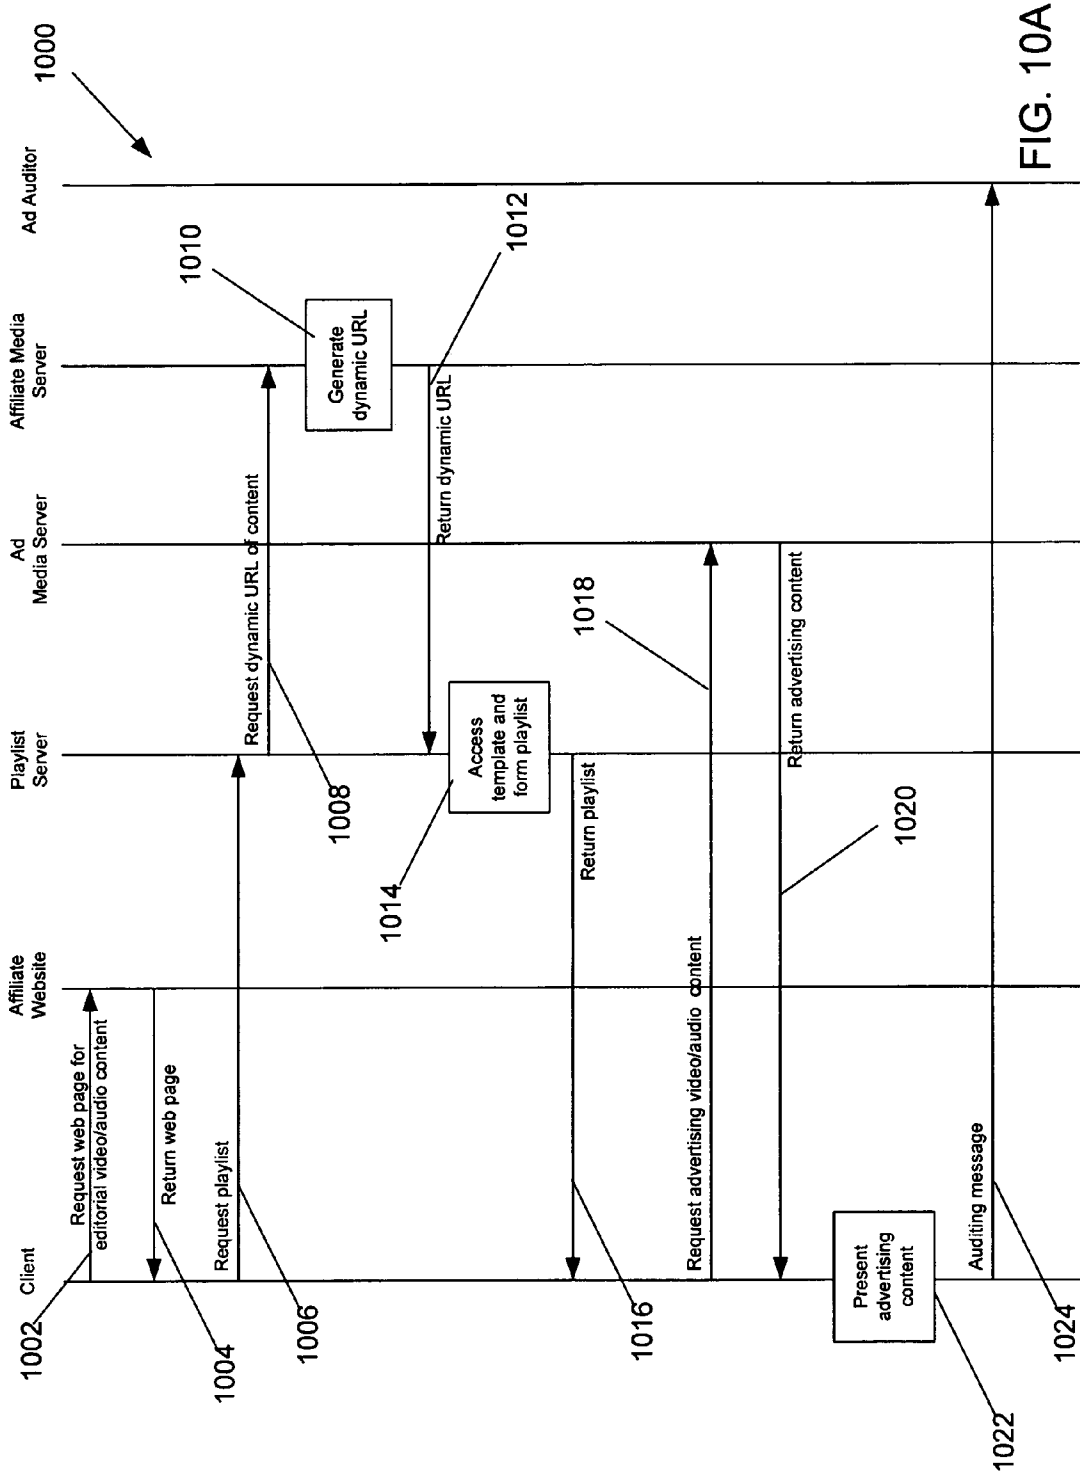 1000
Client
Affiliate
Website
Playlist
Server
Ad
Media Server
Affiliate Media
Server
Ad Auditor
1002
Request web page for
editorial video/audio content
Return web page
1004
Request playlist
1006
Request dynamic URL of content
1008
Generate
dynamic URL
1010
Return dynamic URL
1012
Access
template and
form playlist
1014
Return playlist
1016
Request advertising video/audio content
1018
Return advertising content
1020
Present
advertising
content
1022
Auditing message
1024
FIG. 10A